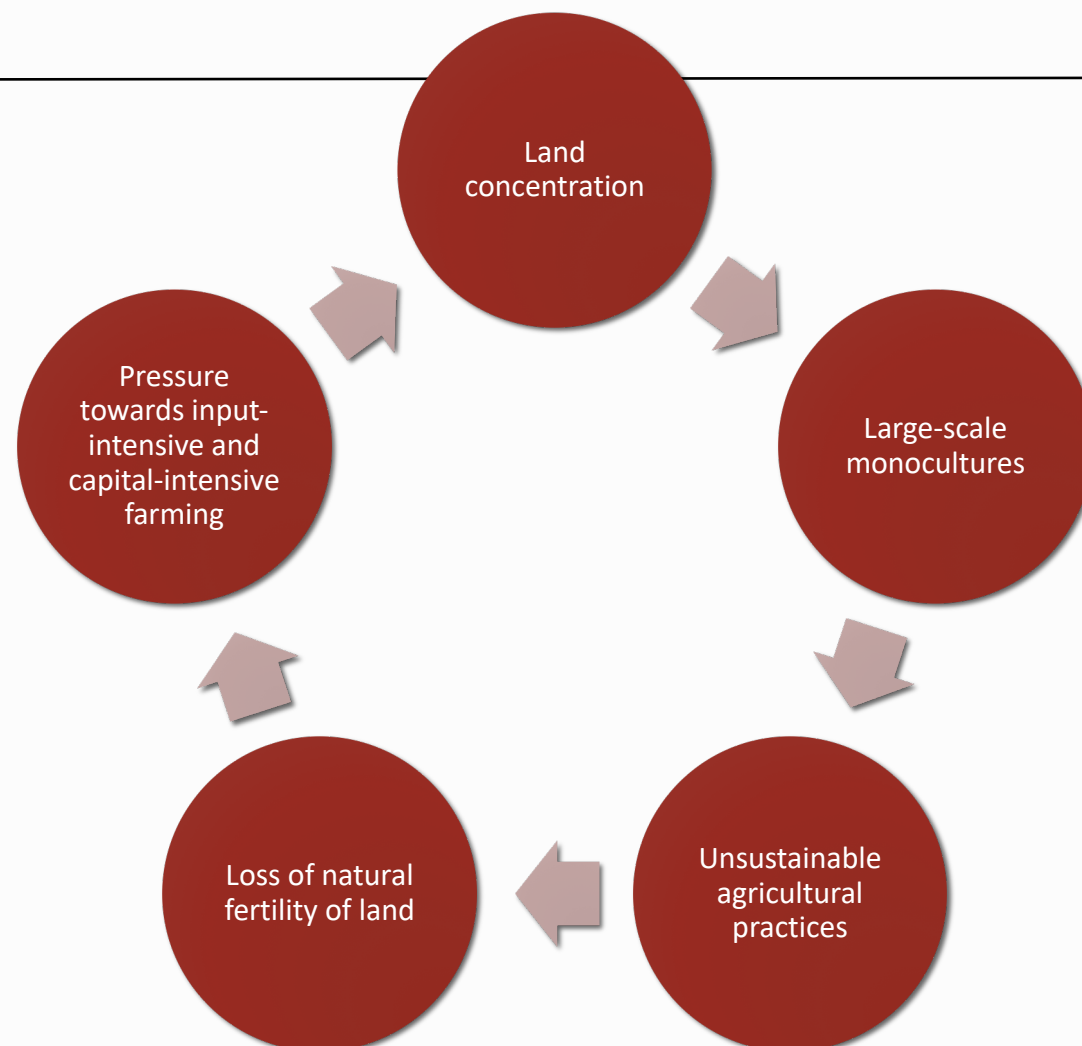 Land
concentration
Large-scale
monocultures
Unsustainable
agricultural
practices
Loss of natural
fertility of land
Pressure
towards input-
intensive and
capital-intensive
farming